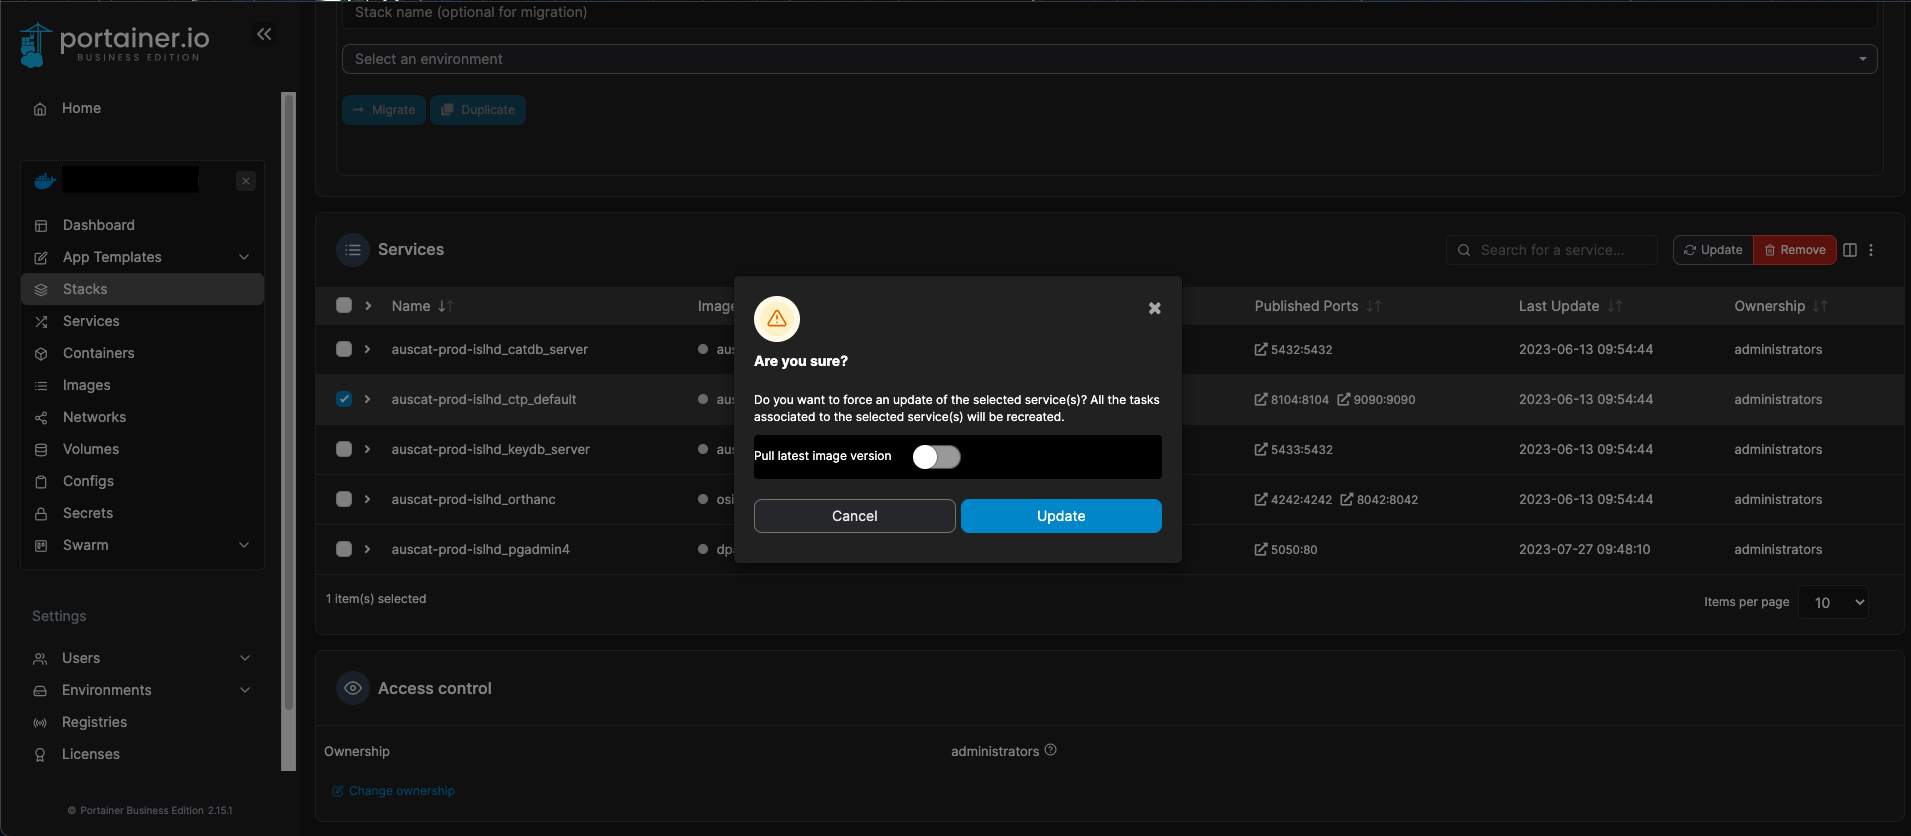 Stack name (optional for migration)
portainer.io
BUSINESS EDITION
Select an environment
Migrate
Duplicate
Home
Dashboard
App Templates
Stacks
Services
Containers
Images
Networks
Volumes
Configs
Secrets
Swarm
Settings
Users
Environments
Registries
Licenses
© Portainer Business Edition 2.15.1
Services
Search for a service...
Update
Remove
Name Published Ports Last Update Ownership
auscat-prod-islhd_catdb_server 5432:5432 2023-06-13 09:54:44 administrators
auscat-prod-islhd_ctp_default 8104:8104 9090:9090 2023-06-13 09:54:44 administrators
auscat-prod-islhd_keydb_server 5433:5432 2023-06-13 09:54:44 administrators
auscat-prod-islhd_orthanc 4242:4242 8042:8042 2023-06-13 09:54:44 administrators
auscat-prod-islhd_pgadmin4 5050:80 2023-07-27 09:48:10 administrators
1 item(s) selected
Items per page 10
Are you sure?
Do you want to force an update of the selected service(s)? All the tasks
associated to the selected service(s) will be recreated.
Pull latest image version
Cancel
Update
Access control
Ownership administrators
Change ownership